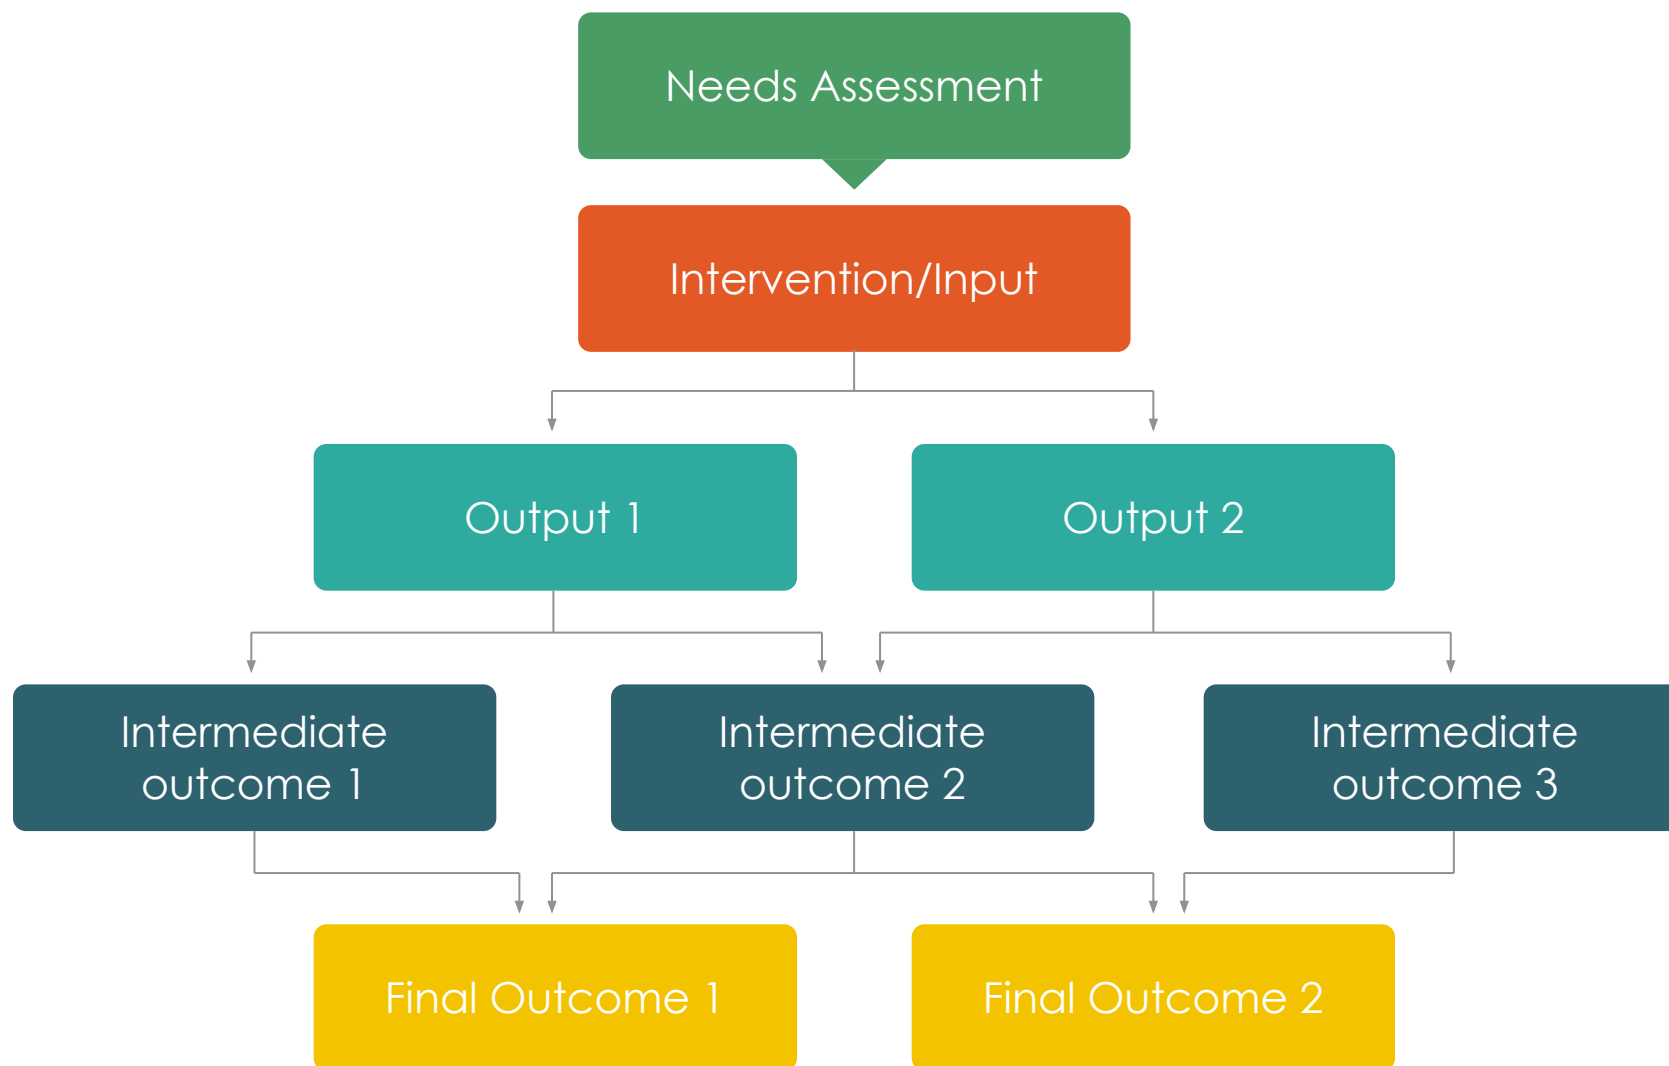 Needs Assessment
Intervention/Input
Output 1
Output 2
Intermediate
outcome 1
Intermediate
outcome 2
Intermediate
outcome 3
Final Outcome 1
Final Outcome 2